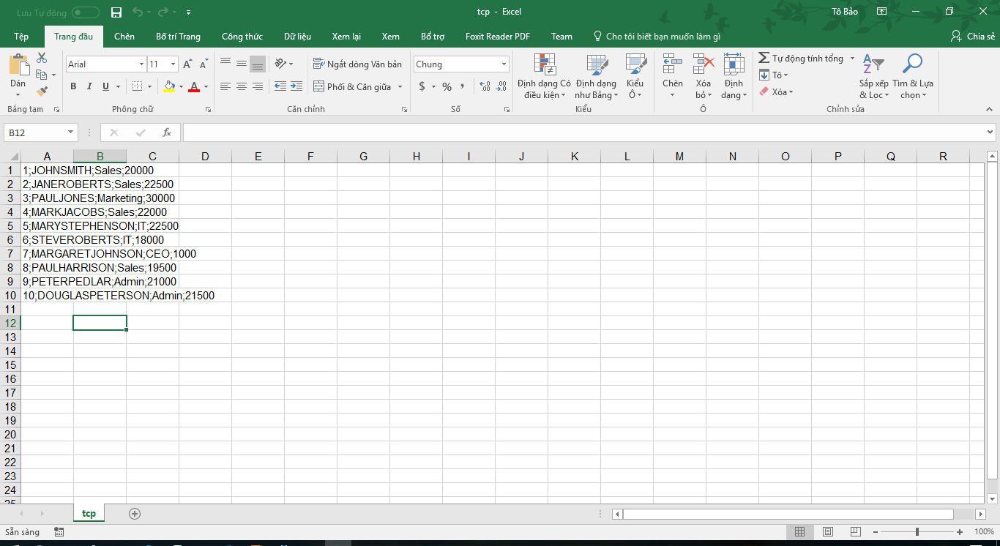 Lưu Tự động
tcp - Excel
Tô Bảo
Tệp Trang đầu Chèn Bố trí Trang Công thức Dữ liệu Xem lại Xem Bổ trợ Foxit Reader PDF Team Cho tôi biết bạn muốn làm gì Chia sẻ
Dán
Bảng tạm
Arial 11
B I U
Phông chữ
Ngắt dòng Văn bản
Phối & Căn giữa
Căn chỉnh
Chung
$ % ,
Số
Định dạng Có
điều kiện
Định dạng
như Bảng
Kiểu
Ô
Kiểu
Chèn
Xóa
bỏ
Định
dạng
Ô
Tự động tính tổng
Tô
Xóa
Sắp xếp
& Lọc
Tìm & Lựa
chọn
Chỉnh sửa
B12 fx
A B C D E F G H I J K L M N O P Q R
1 1;JOHNSMITH;Sales;20000
2 2;JANEROBERTS;Sales;22500
3 3;PAULJONES;Marketing;30000
4 4;MARKJACOBS;Sales;22000
5 5;MARYSTEPHENSON;IT;22500
6 6;STEVEROBERTS;IT;18000
7 7;MARGARETJOHNSON;CEO;1000
8 8;PAULHARRISON;Sales;19500
9 9;PETERPEDLAR;Admin;21000
10 10;DOUGLASPETERSON;Admin;21500
11
12
13
14
15
16
17
18
19
20
21
22
23
24
25
tcp
Sẵn sàng
100%